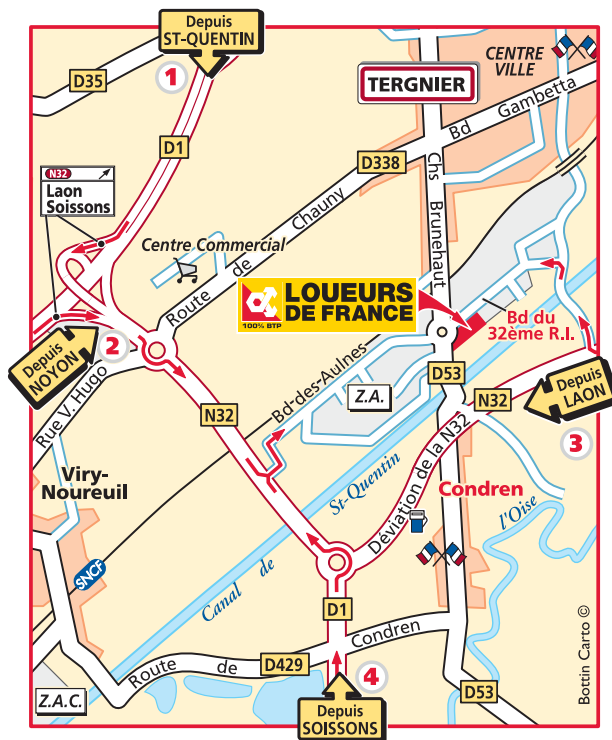 Depuis
ST-QUENTIN
1
CENTRE
VILLE
D35
TERGNIER
Bd Gambetta
D1
D338
Chs Brunehaut
N32
Laon
Soissons
Centre Commercial
Route de Chauny
LOUEURS
DE FRANCE
100% BTP
Bd du
32ème R.I.
Depuis
NOYON
2
Rue V. Hugo
Bd-des-Aulnes
D53
Z.A.
N32
N32
Depuis
LAON
3
Viry-
Noureuil
Déviation de la N32
Condren
Canal de St-Quentin
l'Oise
SNCF
D1
Route de Condren
D429
Z.A.C.
4
D53
Depuis
SOISSONS
Bottin Carto ©